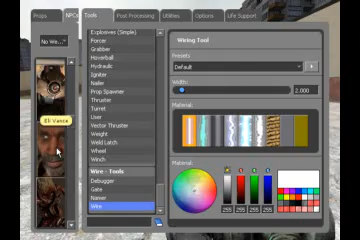 Props
NPCs
Tools
Post Processing
Utilities
Options
Life Support
No We...
Eli Vance
Explosives (Simple)
Forcer
Grabber
Hoverball
Hydraulic
Igniter
Nailer
Prop Spawner
Thruster
Turret
User
Vector Thruster
Weight
Weld Latch
Wheel
Winch
Wire - Tools
Debugger
Gate
Namer
Wire
Wiring Tool
Presets:
Default
Width:
2.000
Material:
Material:
255 255 255 255